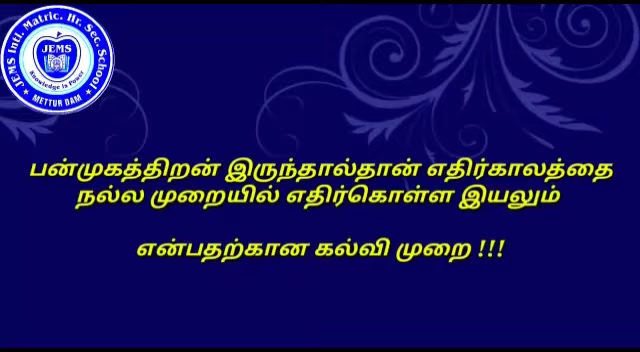 JEMS Intl. Matric. Hr. Sec. School
JEMS
Knowledge is Power
METTUR DAM
பன்முகத்திறன் இருந்தால்தான் எதிர்காலத்தை
நல்ல முறையில் எதிர்கொள்ள இயலும்
என்பதற்கான கல்வி முறை !!!